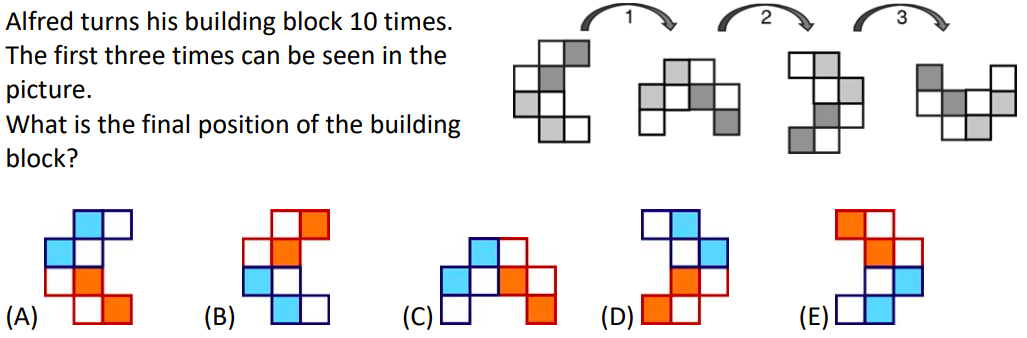 Alfred turns his building block 10 times.
The first three times can be seen in the
picture.
What is the final position of the building
block?
1 2 3
(A) (B) (C) (D) (E)